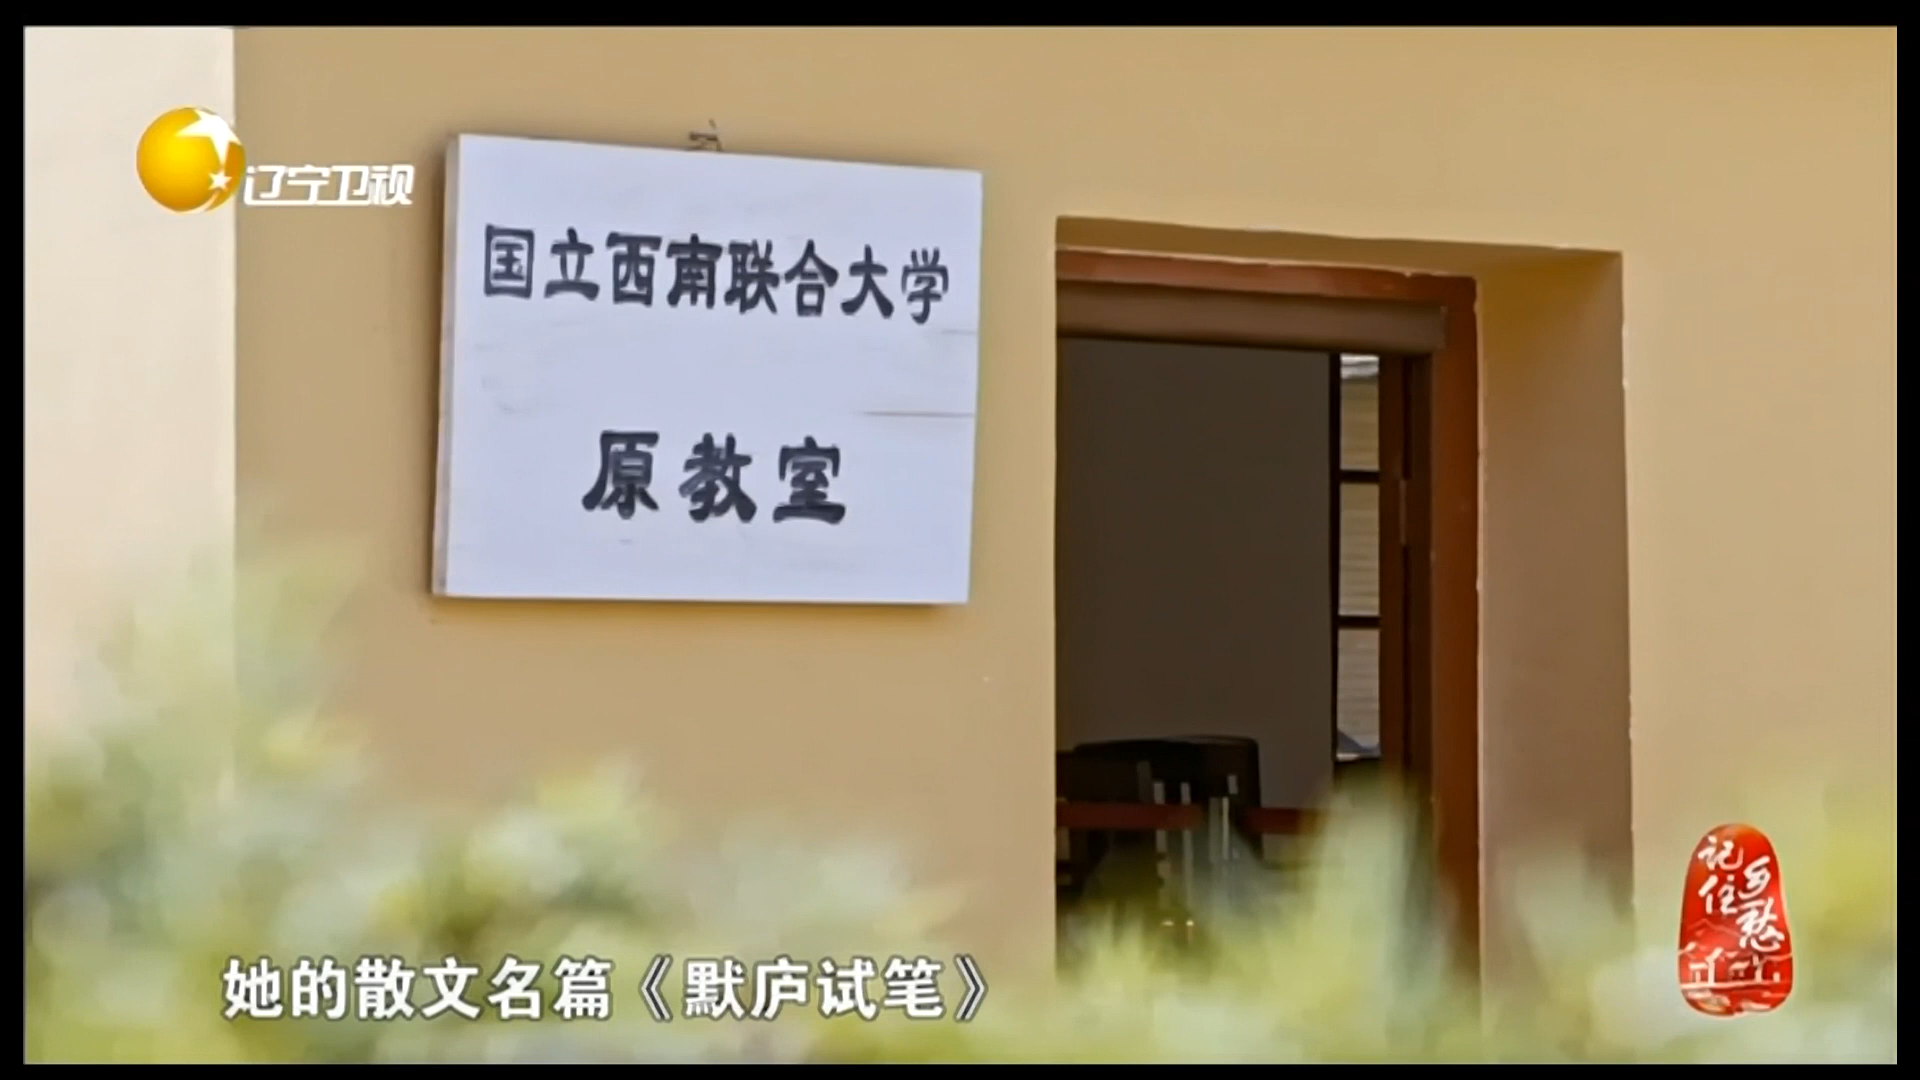 辽宁卫视
国立西南联合大学
原教室
记住
乡愁
她的散文名篇《默庐试笔》